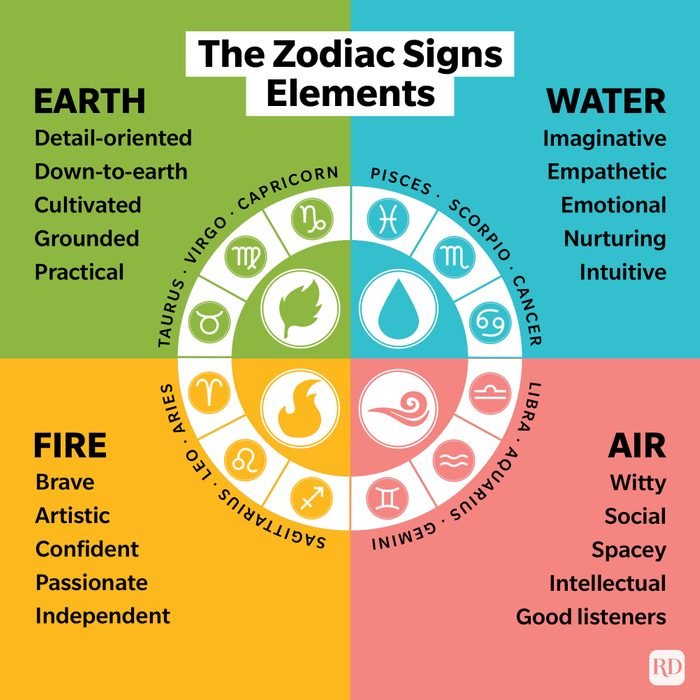 The Zodiac Signs
Elements
EARTH
Detail-oriented
Down-to-earth
Cultivated
Grounded
Practical
WATER
Imaginative
Empathetic
Emotional
Nurturing
Intuitive
TAURUS · VIRGO · CAPRICORN
PISCES · SCORPIO · CANCER
ARIES · LEO · SAGITTARIUS
LIBRA · AQUARIUS · GEMINI
FIRE
Brave
Artistic
Confident
Passionate
Independent
AIR
Witty
Social
Spacey
Intellectual
Good listeners
RD